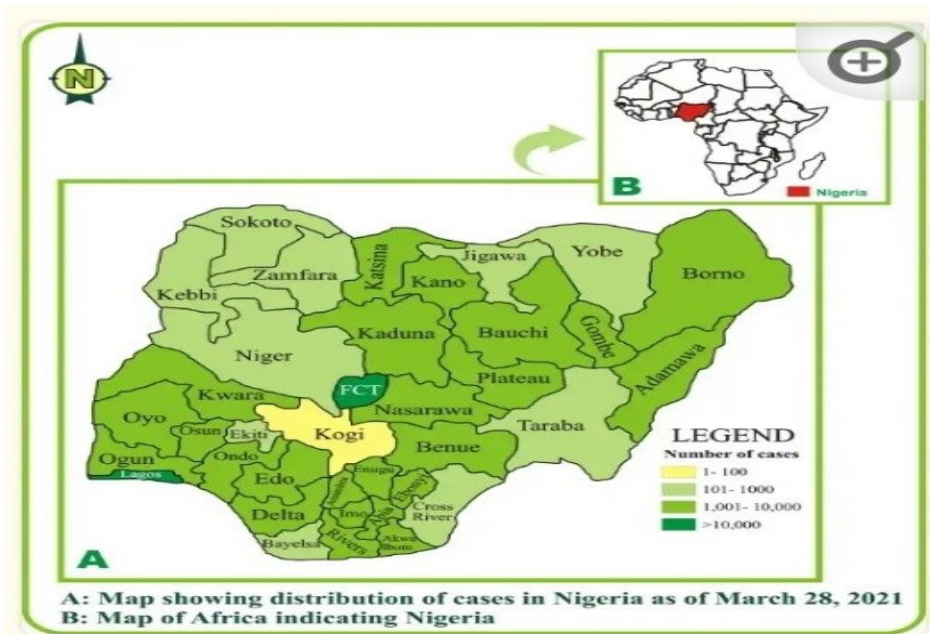 N
B
Nigeria
Sokoto
Katsina
Jigawa
Yobe
Zamfara
Kano
Borno
Kebbi
Kaduna
Bauchi
Gombe
Niger
Adamawa
Plateau
FCT
Kwara
Nasarawa
Oyo
Taraba
Osun
Ekiti
Kogi
Benue
LEGEND
Ogun
Ondo
Number of cases
Lagos
Edo
Enugu
1- 100
Anambra
Ebonyi
101- 1000
Delta
Imo
Abia
Cross
River
1,001- 10,000
Bayelsa
Rivers
Akwa
Ibom
>10,000
A
A: Map showing distribution of cases in Nigeria as of March 28, 2021
B: Map of Africa indicating Nigeria